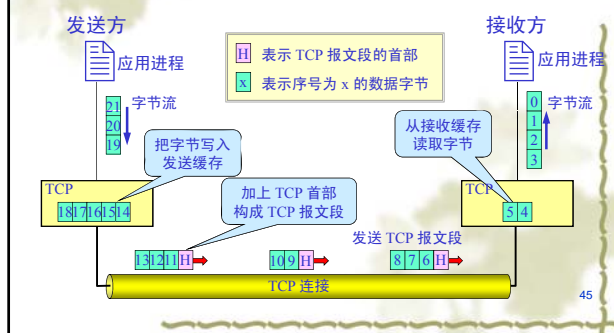 发送方
接收方
应用进程
应用进程
H 表示 TCP 报文段的首部
x 表示序号为 x 的数据字节
21
20
19
字节流
0
1
2
3
字节流
把字节写入
发送缓存
从接收缓存
读取字节
TCP
18 17 16 15 14
加上 TCP 首部
构成 TCP 报文段
TCP
5 4
发送 TCP 报文段
13 12 11 H
10 9 H
8 7 6 H
TCP 连接
45